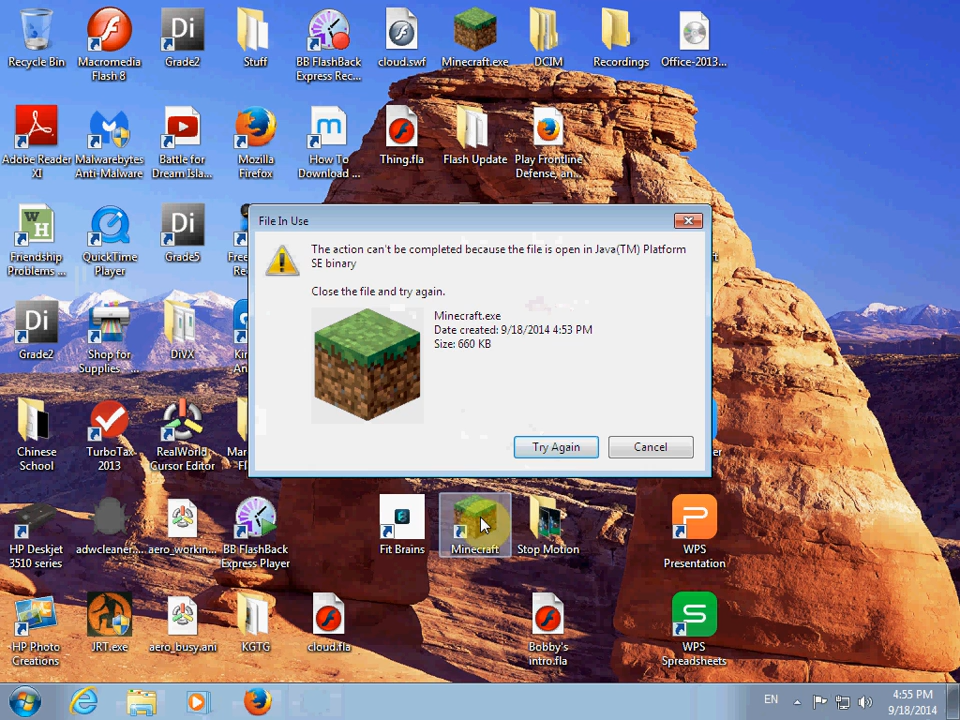 Recycle Bin
Macromedia
Flash 8
Grade2
Stuff
BB FlashBack
Express Rec...
cloud.swf
Minecraft.exe
DCIM
Recordings
Office-2013...
Adobe Reader
XI
Malwarebytes
Anti-Malware
Battle for
Dream Isla...
Mozilla
Firefox
How To
Download ...
Thing.fla
Flash Update
Play Frontline
Defense, an...
Friendship
Problems ...
QuickTime
Player
Grade5
File In Use
The action can't be completed because the file is open in Java(TM) Platform
SE binary
Close the file and try again.
Minecraft.exe
Date created: 9/18/2014 4:53 PM
Size: 660 KB
Try Again
Cancel
Grade2
Shop for
Supplies - ...
DivX
Chinese
School
TurboTax
2013
RealWorld
Cursor Editor
HP Deskjet
3510 series
adwcleaner....
aero_workin...
BB FlashBack
Express Player
Fit Brains
Minecraft
Stop Motion
WPS
Presentation
HP Photo
Creations
JRT.exe
aero_busy.ani
KGTG
cloud.fla
Bobby's
intro.fla
WPS
Spreadsheets
EN
4:55 PM
9/18/2014